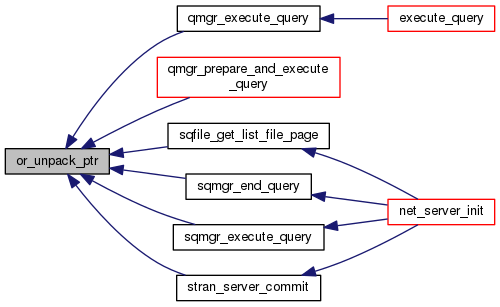 qmgr_execute_query
execute_query
qmgr_prepare_and_execute
_query
sqfile_get_list_file_page
or_unpack_ptr
sqmgr_end_query
net_server_init
sqmgr_execute_query
stran_server_commit